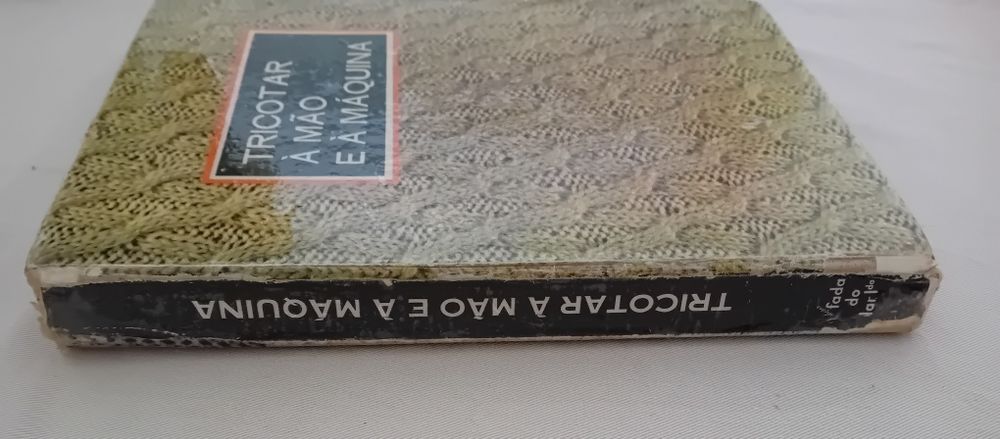 TRICOTAR
À MÃO
E À MÁQUINA
TRICOTAR À MÃO E À MÁQUINA
fada
do
lar